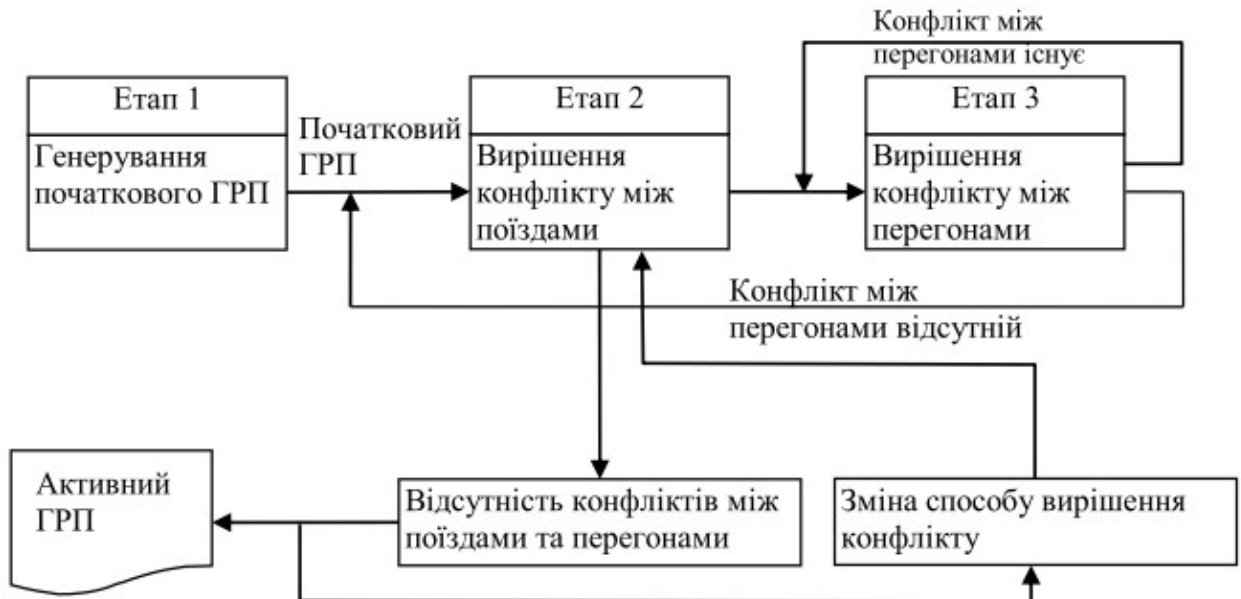 Конфлікт між
перегонами існує
Етап 1
Генерування
початкового ГРП
Початковий
ГРП
Етап 2
Вирішення
конфлікту між
поїздами
Етап 3
Вирішення
конфлікту між
перегонами
Конфлікт між
перегонами відсутній
Активний
ГРП
Відсутність конфліктів між
поїздами та перегонами
Зміна способу вирішення
конфлікту